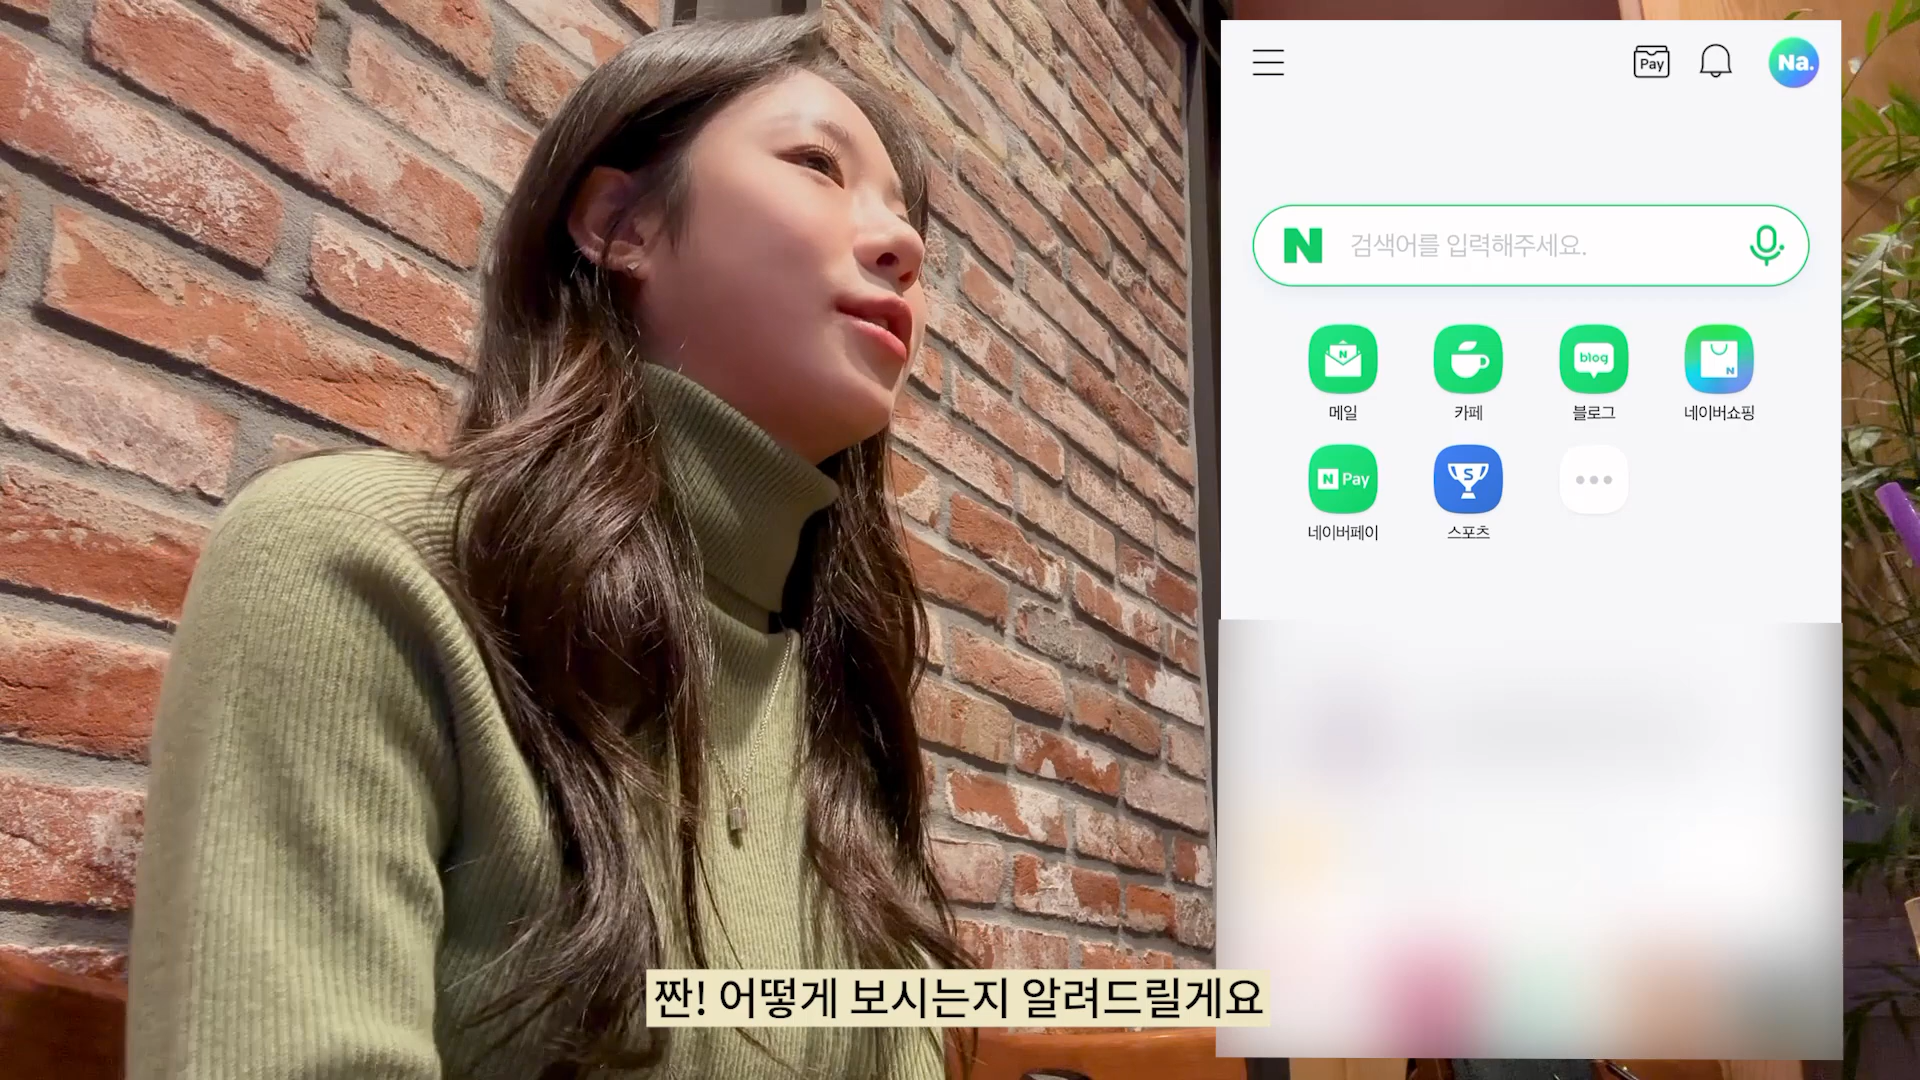 Pay
Na.
N 검색어를 입력해주세요.
N blog N
메일 카페 블로그 네이버쇼핑
N Pay S
네이버페이 스포츠
짠! 어떻게 보시는지 알려드릴게요